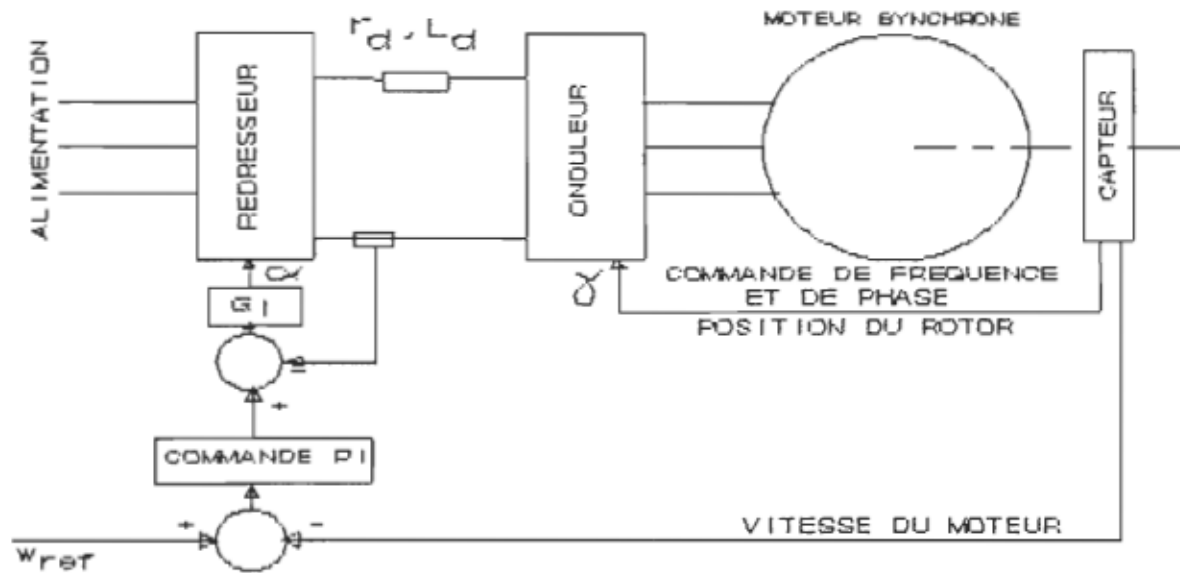 MOTEUR SYNCHRONE
r_d , L_d
ALIMENTATION
REDRESSEUR
ONDULEUR
CAPTEUR
α
γ
COMMANDE DE FREQUENCE
ET DE PHASE
POSITION DU ROTOR
G I
-
+
COMMANDE PI
+
-
VITESSE DU MOTEUR
w_ref